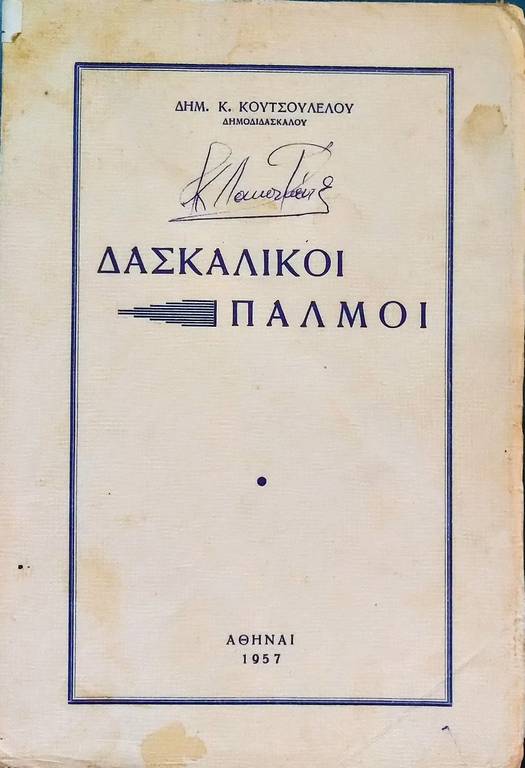 ΔΗΜ. Κ. ΚΟΥΤΣΟΥΛΕΛΟΥ
ΔΗΜΟΔΙΔΑΣΚΑΛΟΥ
ΔΑΣΚΑΛΙΚΟΙ
ΠΑΛΜΟΙ
ΑΘΗΝΑΙ
1957